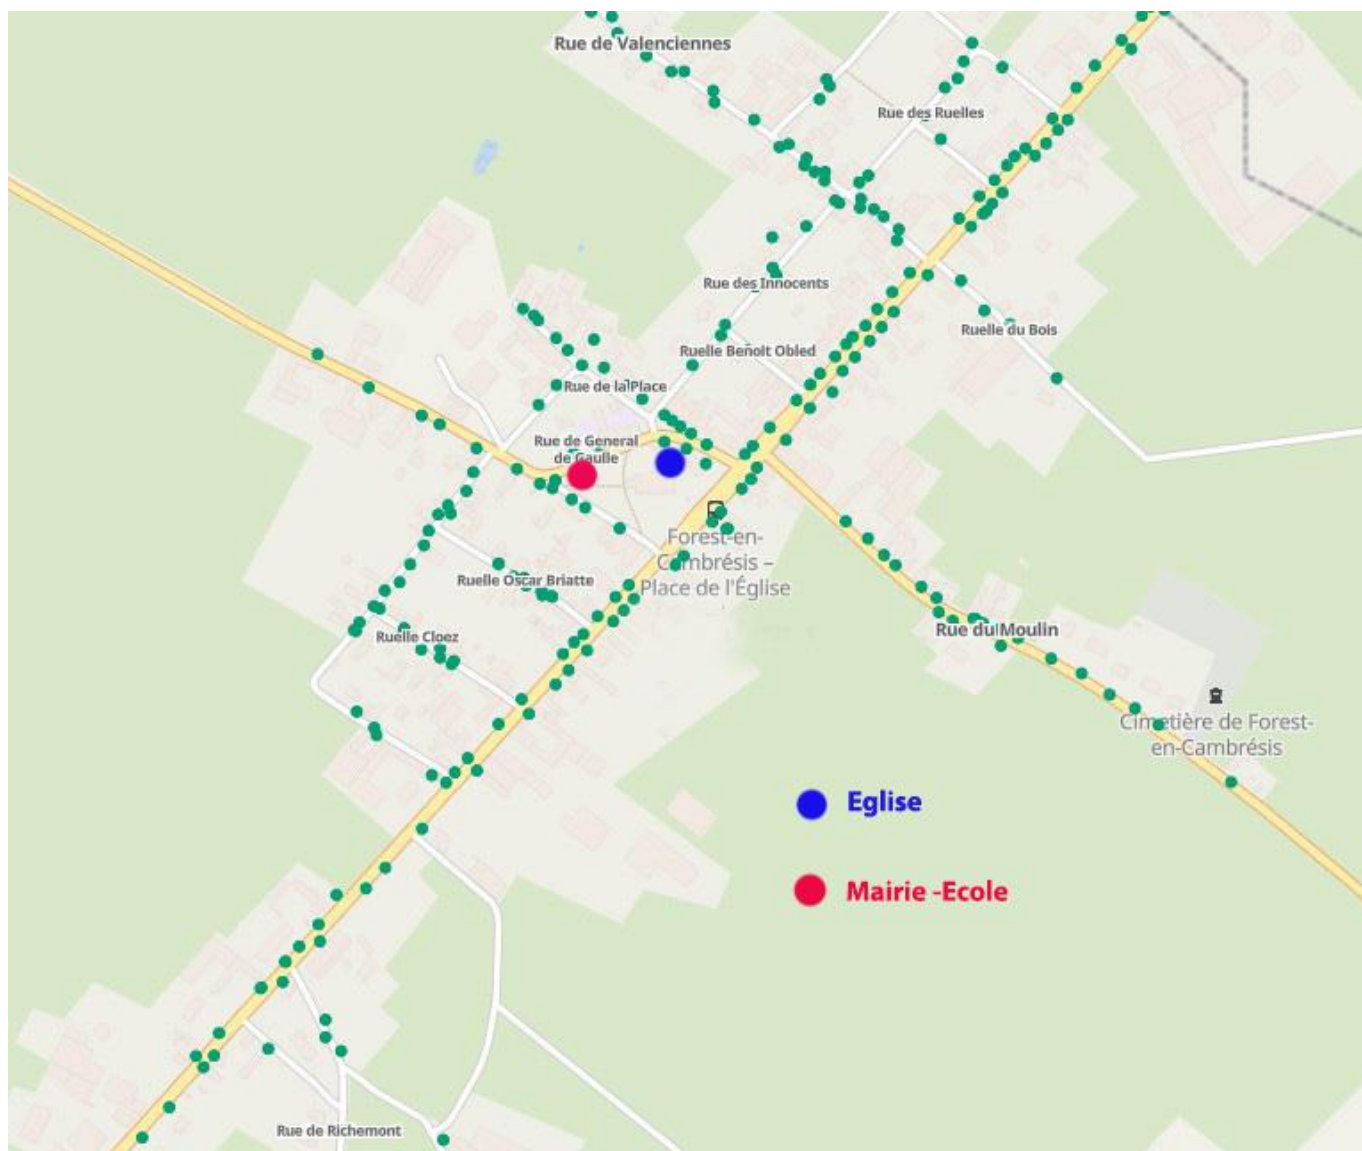 Rue de Valenciennes
Rue des Ruelles
Rue des Innocents
Ruelle du Bois
Ruelle Benoit Obled
Rue de la Place
Rue de General
de Gaulle
Forest-en-
Cambrésis –
Place de l'Église
Ruelle Oscar Briatte
Ruelle Cloez
Rue du Moulin
Cimetière de Forest-
en-Cambrésis
Eglise
Mairie -Ecole
Rue de Richemont